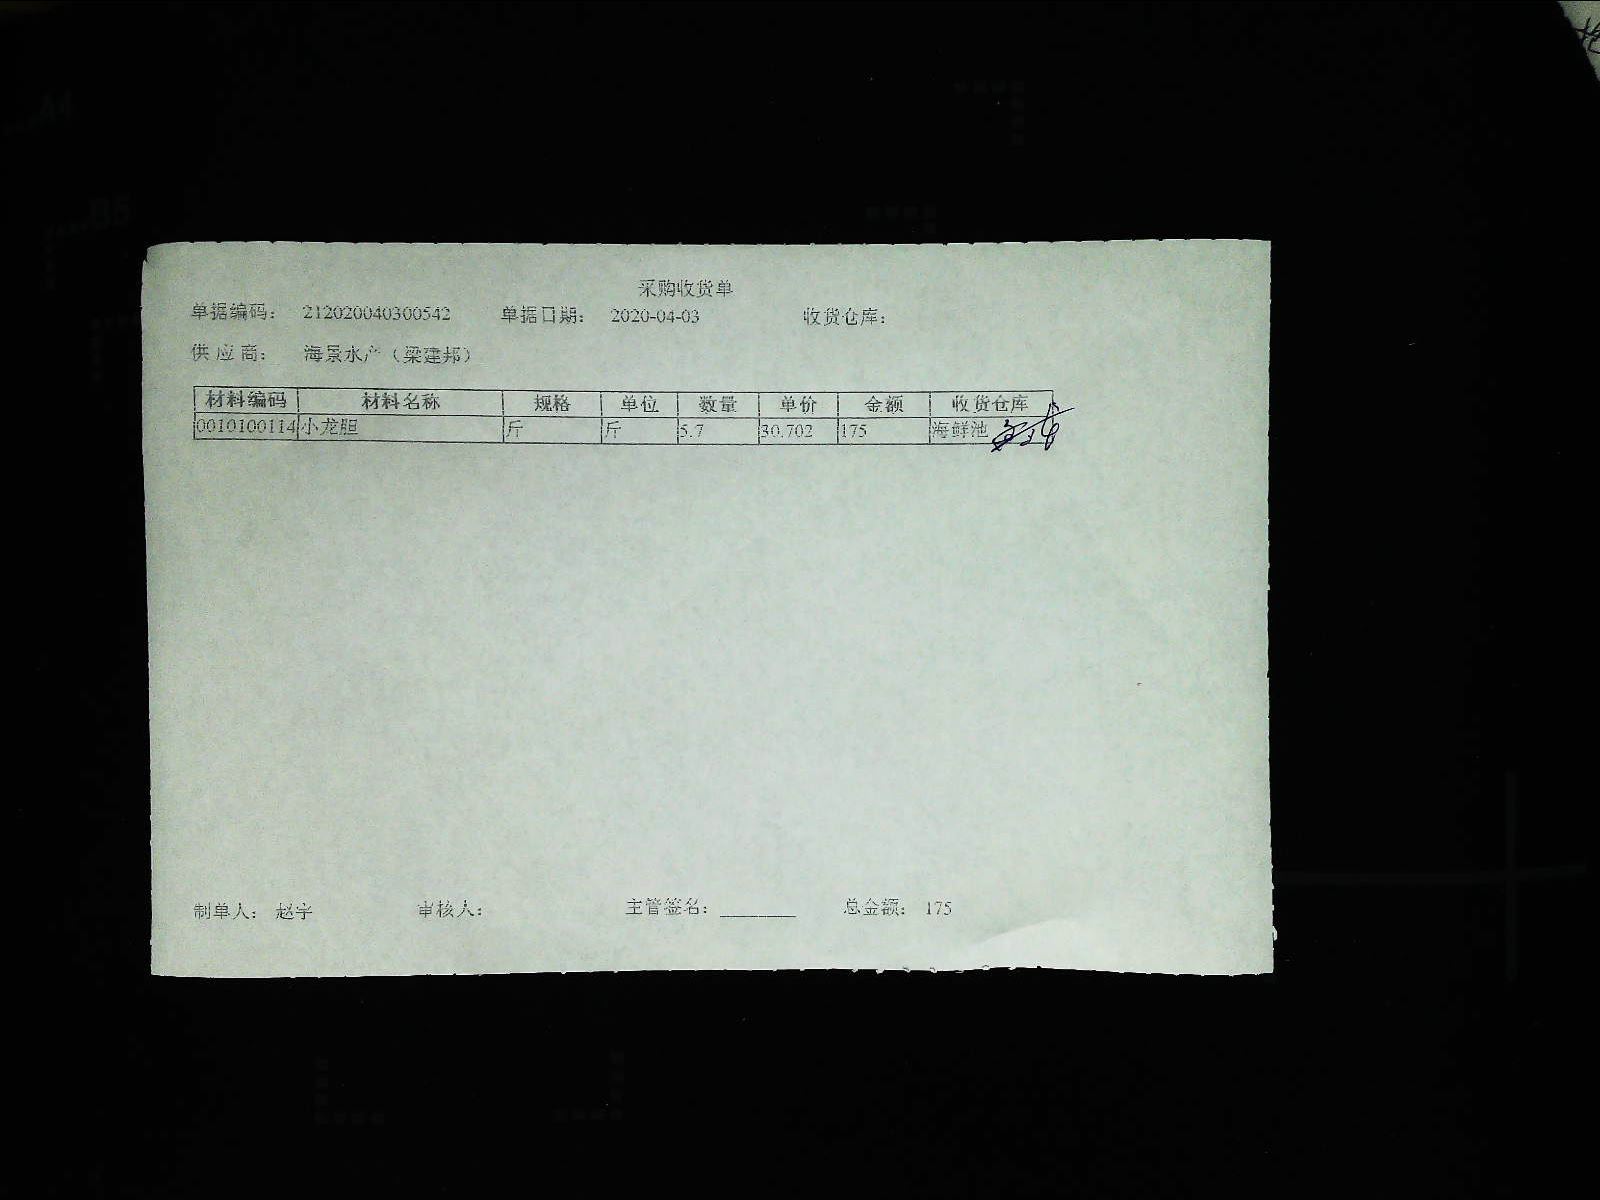 采购收货单
单据编码： 212020040300542 单据日期： 2020-04-03 收货仓库：
供应商： 海景水产（梁建邦）
材料编码 材料名称 规格 单位 数量 单价 金额 收货仓库
0010100114 小龙胆 斤 斤 5.7 30.702 175 海鲜池
制单人： 赵宇 审核人： 主管签名： 总金额： 175